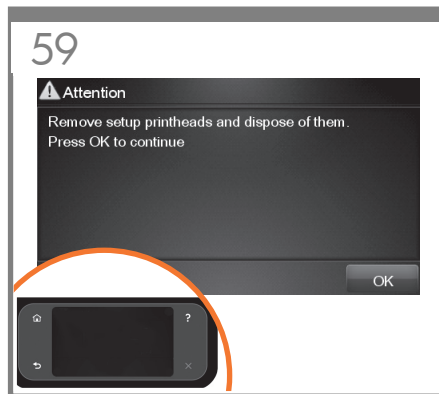 59
Attention
Remove setup printheads and dispose of them.
Press OK to continue
OK
?